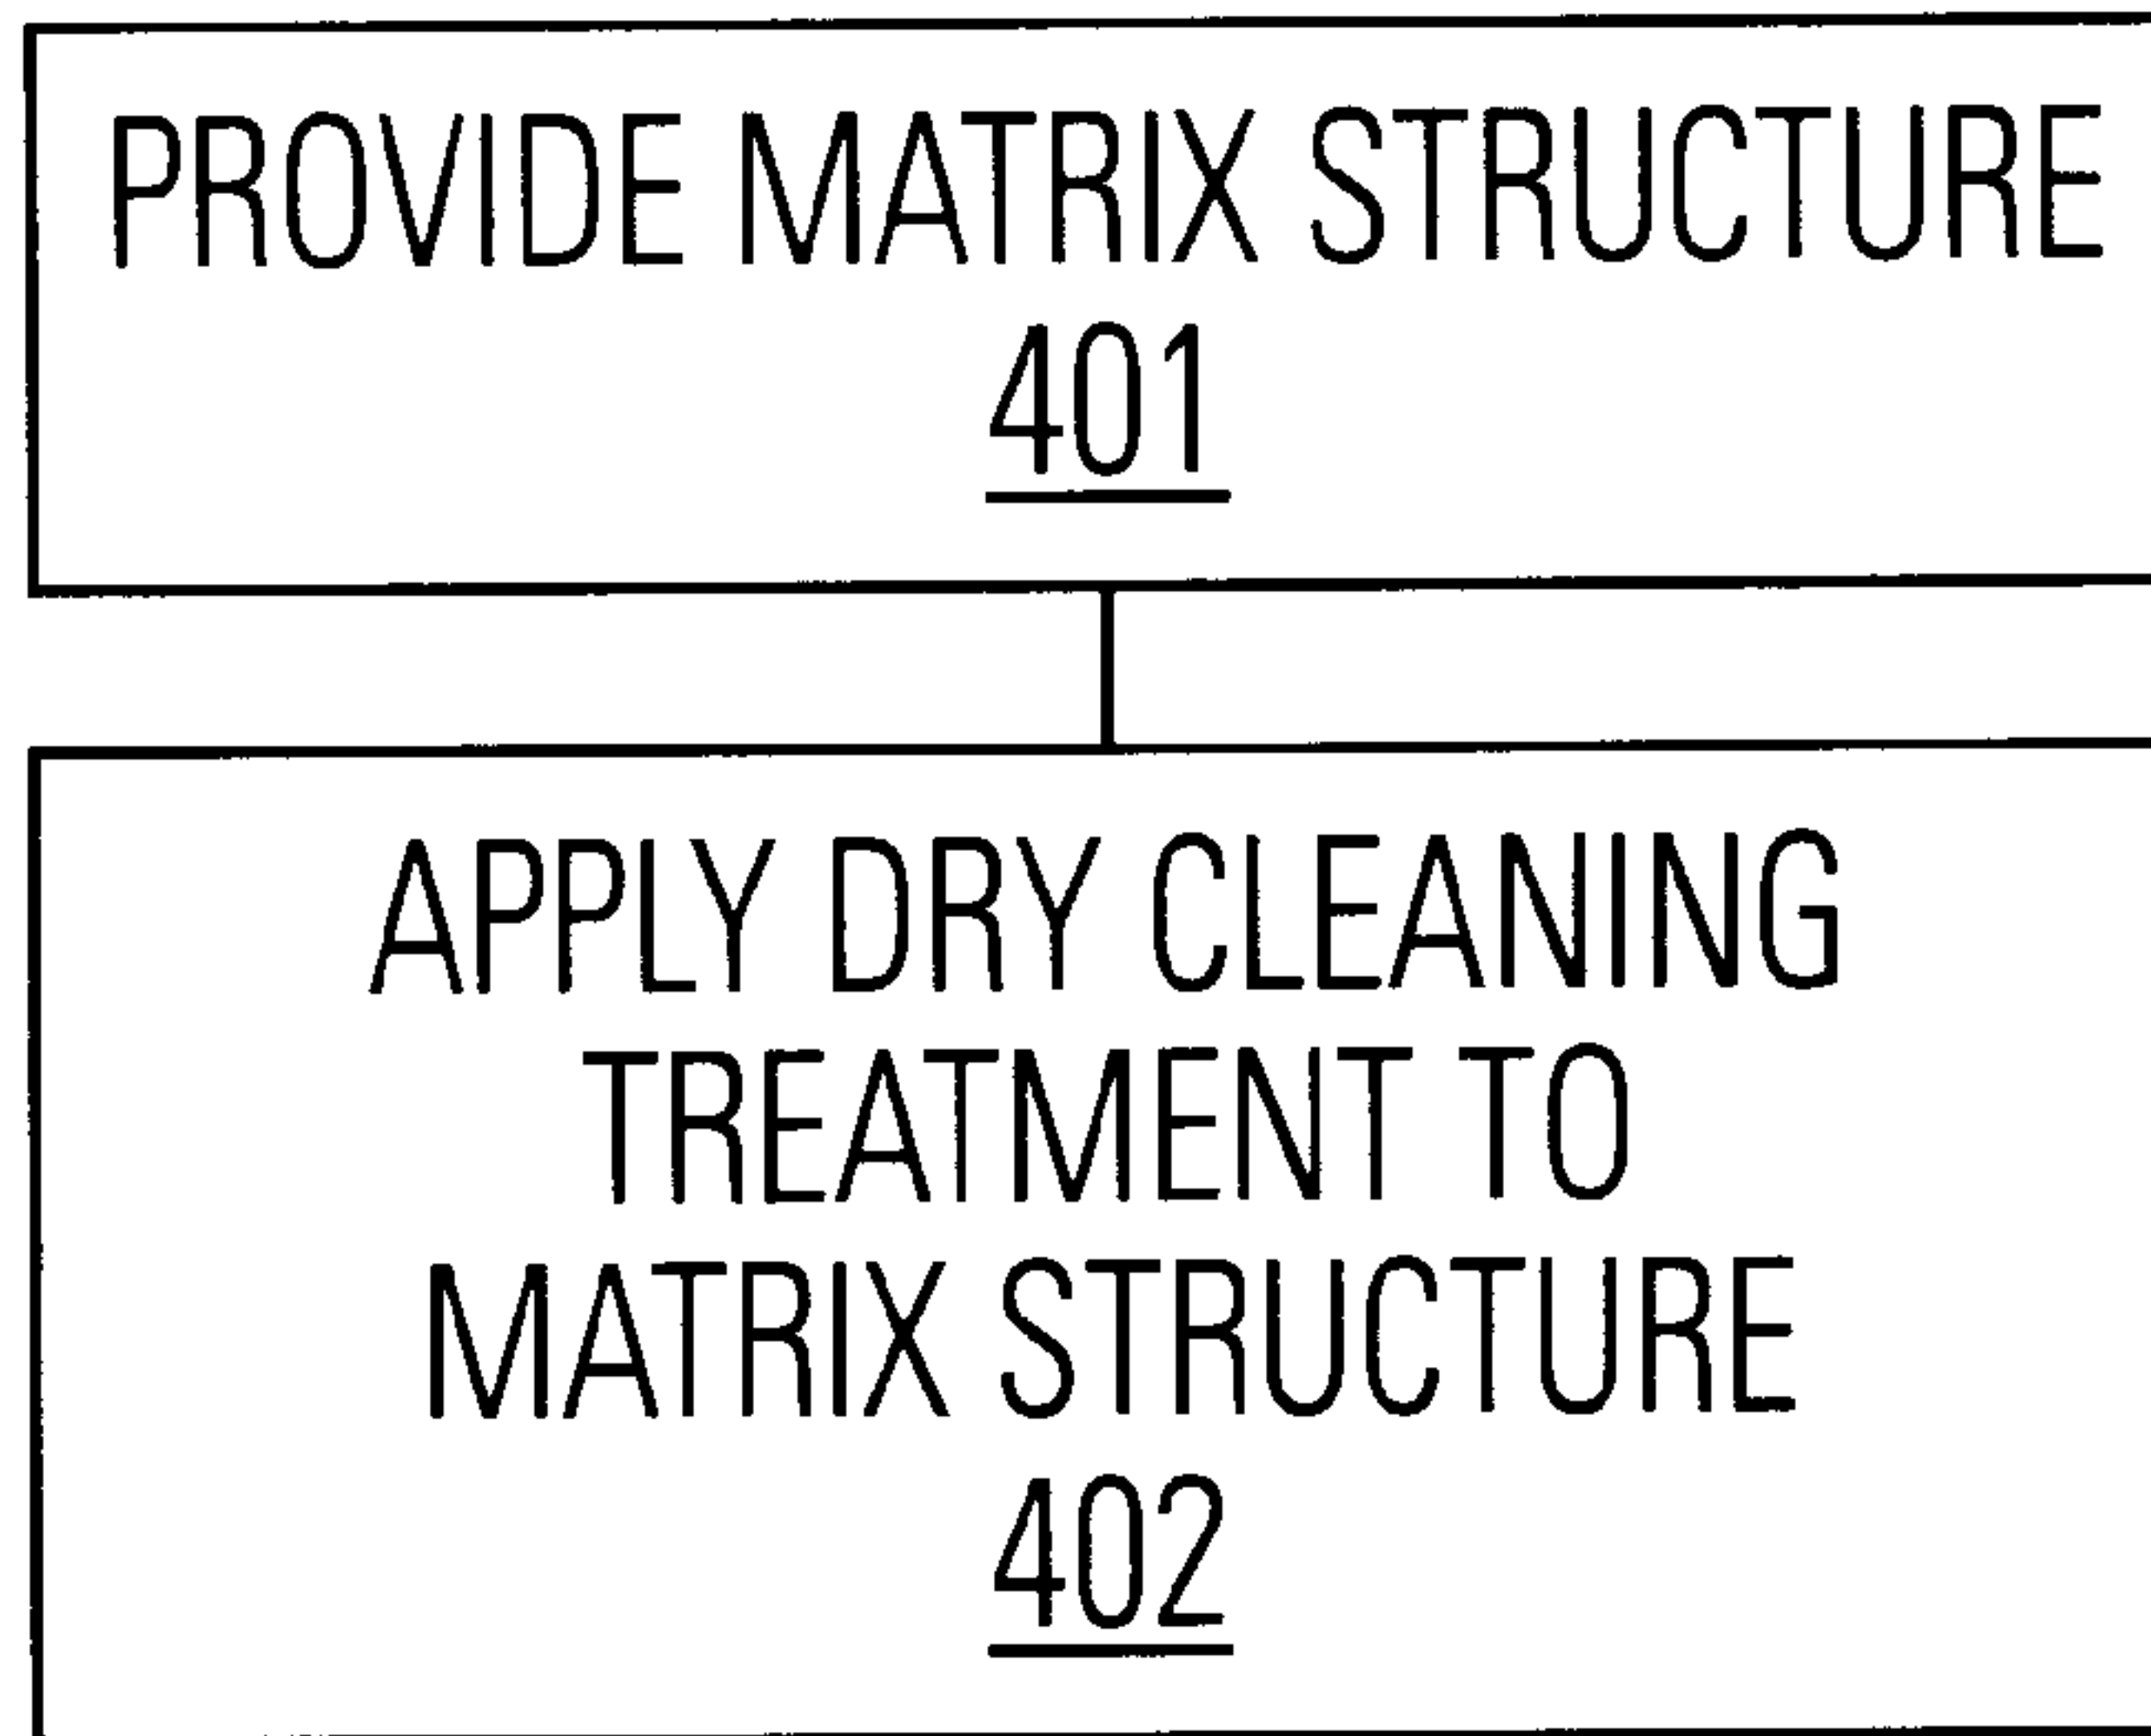 PROVIDE MATRIX STRUCTURE
401
APPLY DRY CLEANING
TREATMENT TO
MATRIX STRUCTURE
402